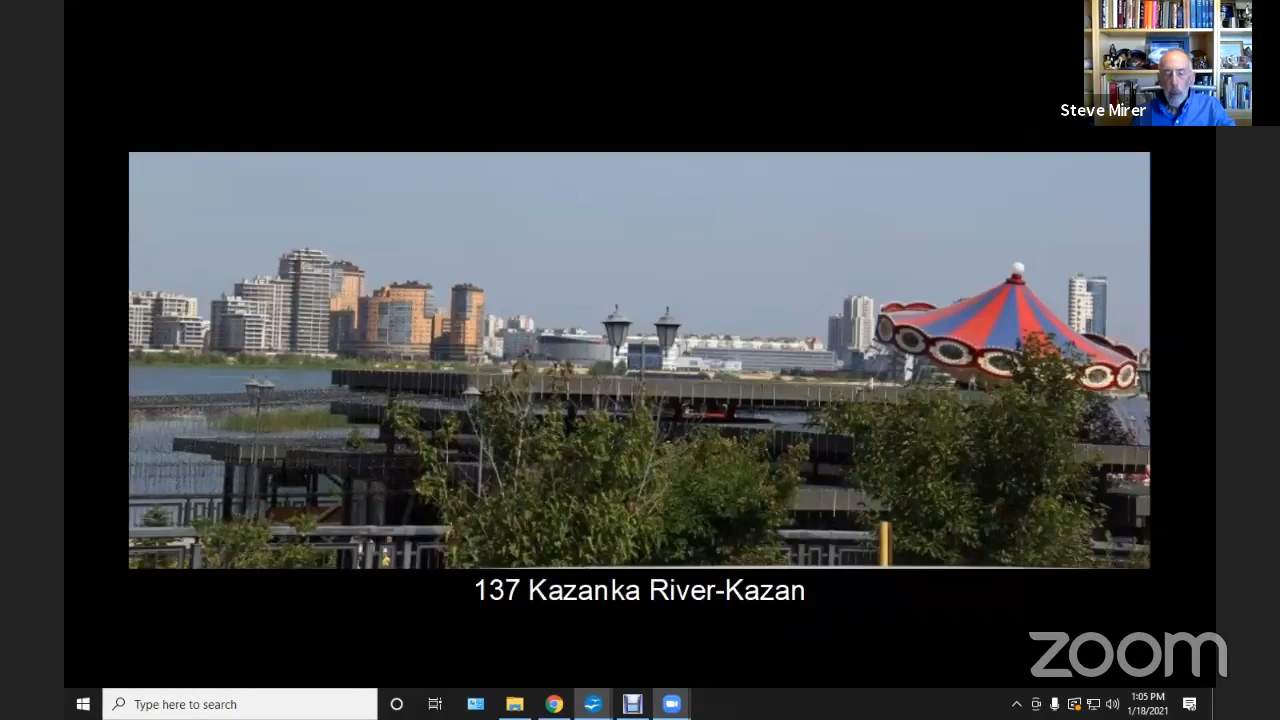 Steve Mirer
137 Kazanka River-Kazan
zoom
Type here to search
1:05 PM
1/18/2021